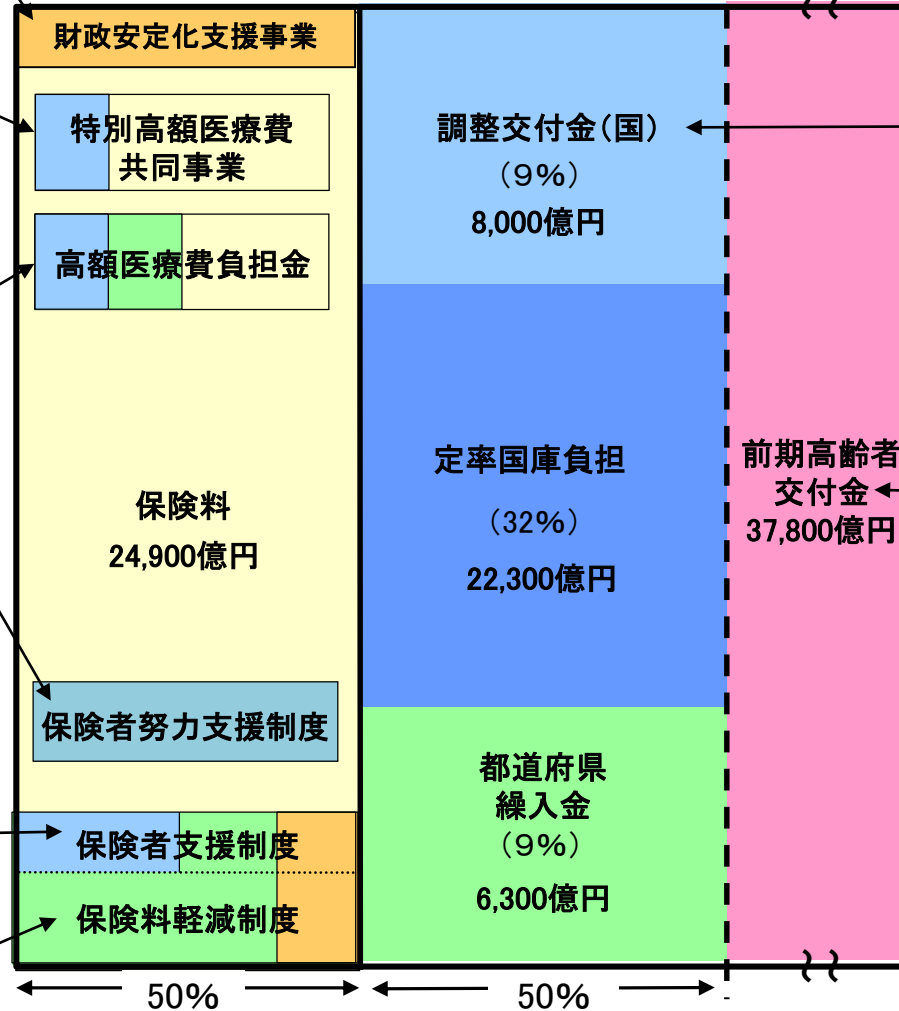 財政安定化支援事業
特別高額医療費
共同事業
高額医療費負担金
保険料
24,900億円
保険者努力支援制度
保険者支援制度
保険料軽減制度
50%
調整交付金(国)
(9%)
8,000億円
定率国庫負担
(32%)
22,300億円
都道府県
繰入金
(9%)
6,300億円
50%
前期高齢者
交付金
37,800億円